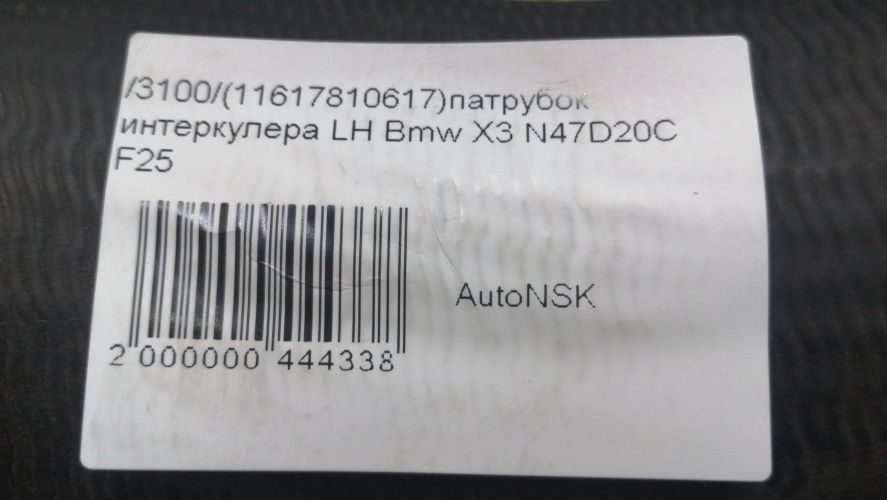 /3100/(11617810617)патрубок
интеркулера LH Bmw X3 N47D20C
F25
AutoNSK
2 000000 444338